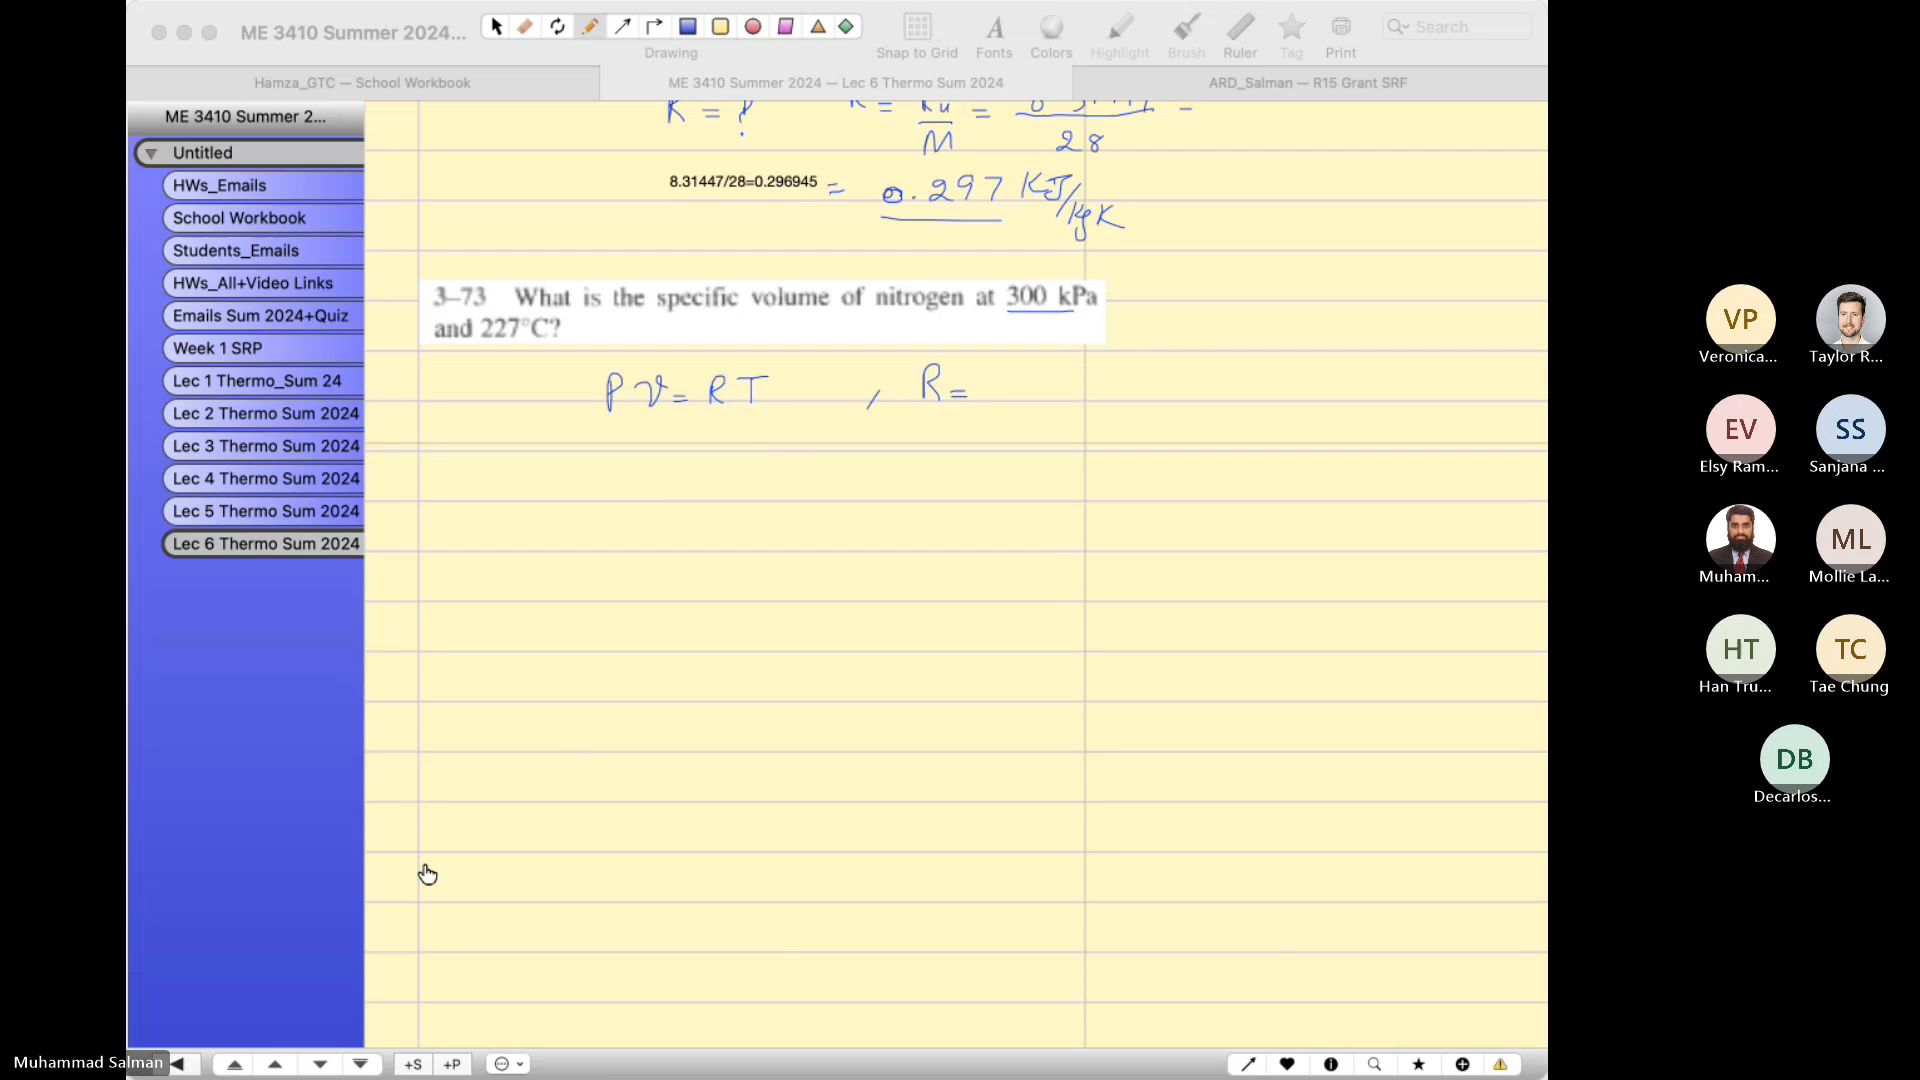 ME 3410 Summer 2024...
Drawing
Snap to Grid
Fonts
Colors
Highlight
Brush
Ruler
Tag
Print
Search
Hamza_GTC — School Workbook
ME 3410 Summer 2024 — Lec 6 Thermo Sum 2024
ARD_Salman — R15 Grant SRF
ME 3410 Summer 2...
Untitled
HWs_Emails
School Workbook
Students_Emails
HWs_All+Video Links
Emails Sum 2024+Quiz
Week 1 SRP
Lec 1 Thermo_Sum 24
Lec 2 Thermo Sum 2024
Lec 3 Thermo Sum 2024
Lec 4 Thermo Sum 2024
Lec 5 Thermo Sum 2024
Lec 6 Thermo Sum 2024
R = ? R = Ru/M = 8.31447/28 =
8.31447/28=0.296945 = 0.297 KJ/KgK
3–73 What is the specific volume of nitrogen at 300 kPa
and 227°C?
Pv = RT , R =
VP
Veronica...
Taylor R...
EV
Elsy Ram...
SS
Sanjana ...
Muham...
ML
Mollie La...
HT
Han Tru...
TC
Tae Chung
DB
Decarlos...
Muhammad Salman
+S
+P